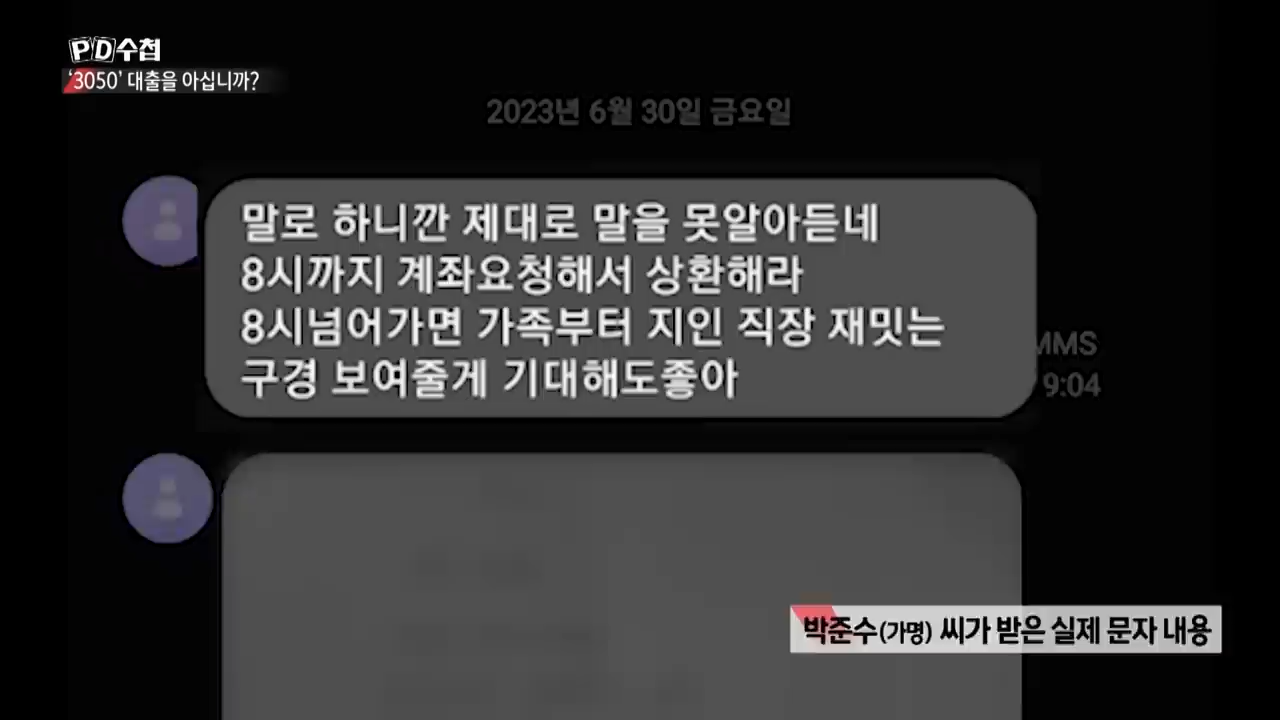 PD수첩
'3050' 대출을 아십니까?
2023년 6월 30일 금요일
말로 하니깐 제대로 말을 못알아듣네
8시까지 계좌요청해서 상환해라
8시넘어가면 가족부터 지인 직장 재밋는
구경 보여줄게 기대해도좋아
MMS
9:04
박준수(가명) 씨가 받은 실제 문자 내용